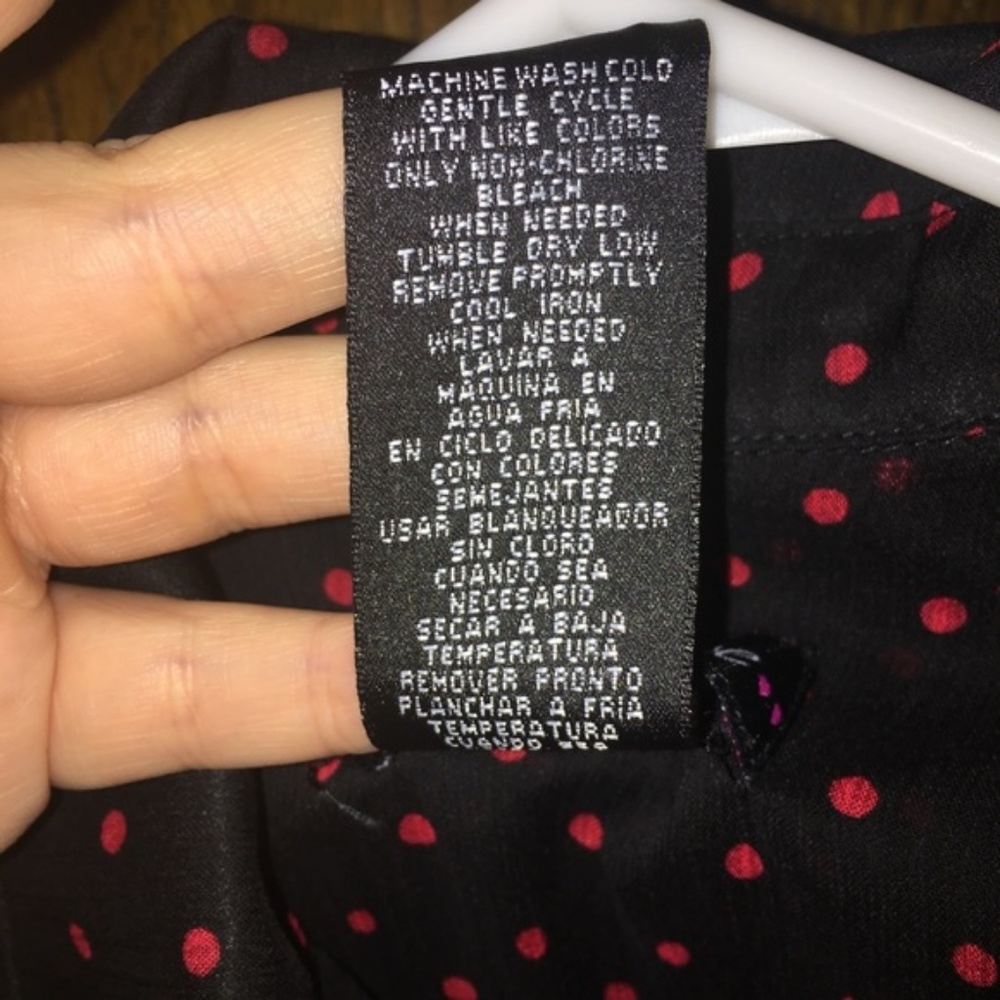 MACHINE WASH COLD
GENTLE CYCLE
WITH LIKE COLORS
ONLY NON-CHLORINE
BLEACH
WHEN NEEDED
TUMBLE DRY LOW
REMOVE PROMPTLY
COOL IRON
WHEN NEEDED
LAVAR A
MAQUINA EN
AGUA FRIA
EN CICLO DELICADO
CON COLORES
SEMEJANTES
USAR BLANQUEADOR
SIN CLORO
CUANDO SEA
NECESARIO
SECAR A BAJA
TEMPERATURA
REMOVER PRONTO
PLANCHAR A FRIA
TEMPERATURA
CUANDO SEA